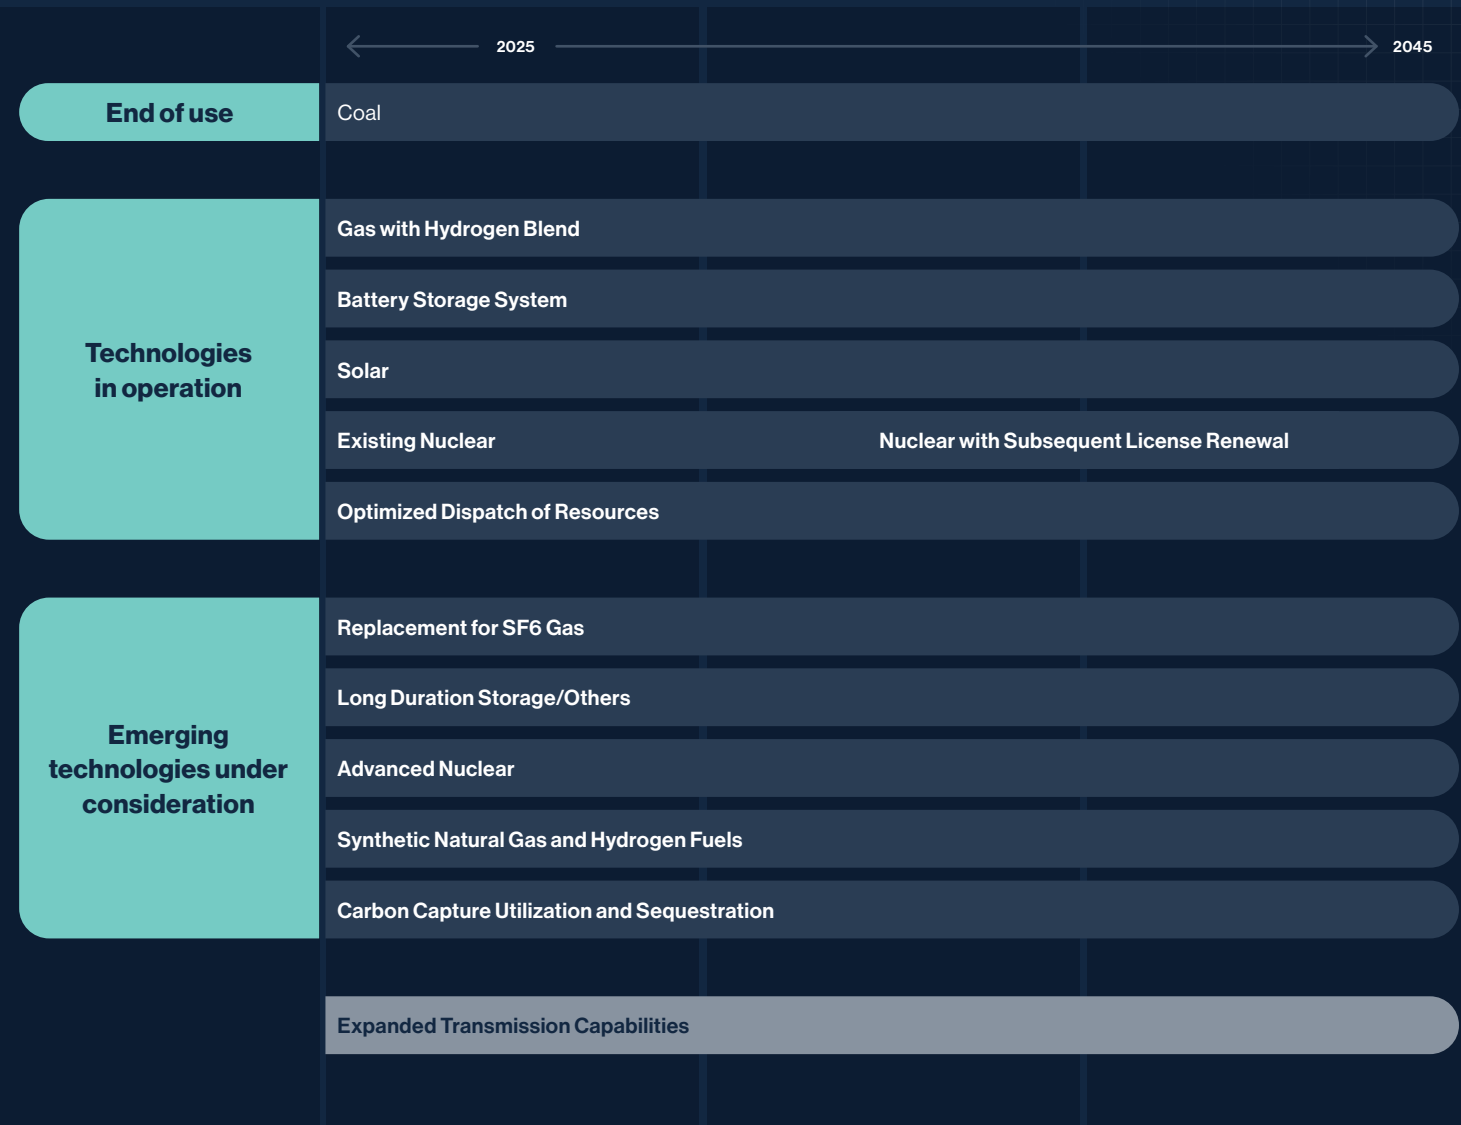 2025
2045
End of use
Coal
Technologies
in operation
Gas with Hydrogen Blend
Battery Storage System
Solar
Existing Nuclear
Nuclear with Subsequent License Renewal
Optimized Dispatch of Resources
Emerging
technologies under
consideration
Replacement for SF6 Gas
Long Duration Storage/Others
Advanced Nuclear
Synthetic Natural Gas and Hydrogen Fuels
Carbon Capture Utilization and Sequestration
Expanded Transmission Capabilities